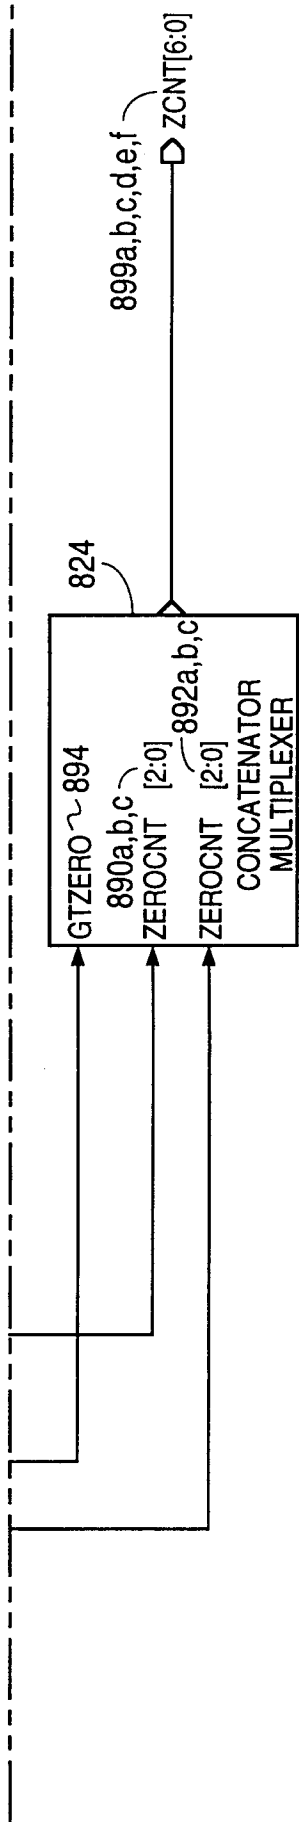 899a,b,c,d,e,f
ZCNT[6:0]
824
GTZERO~894
890a,b,c
ZEROCNT [2:0]
892a,b,c
ZEROCNT [2:0]
CONCATENATOR
MULTIPLEXER